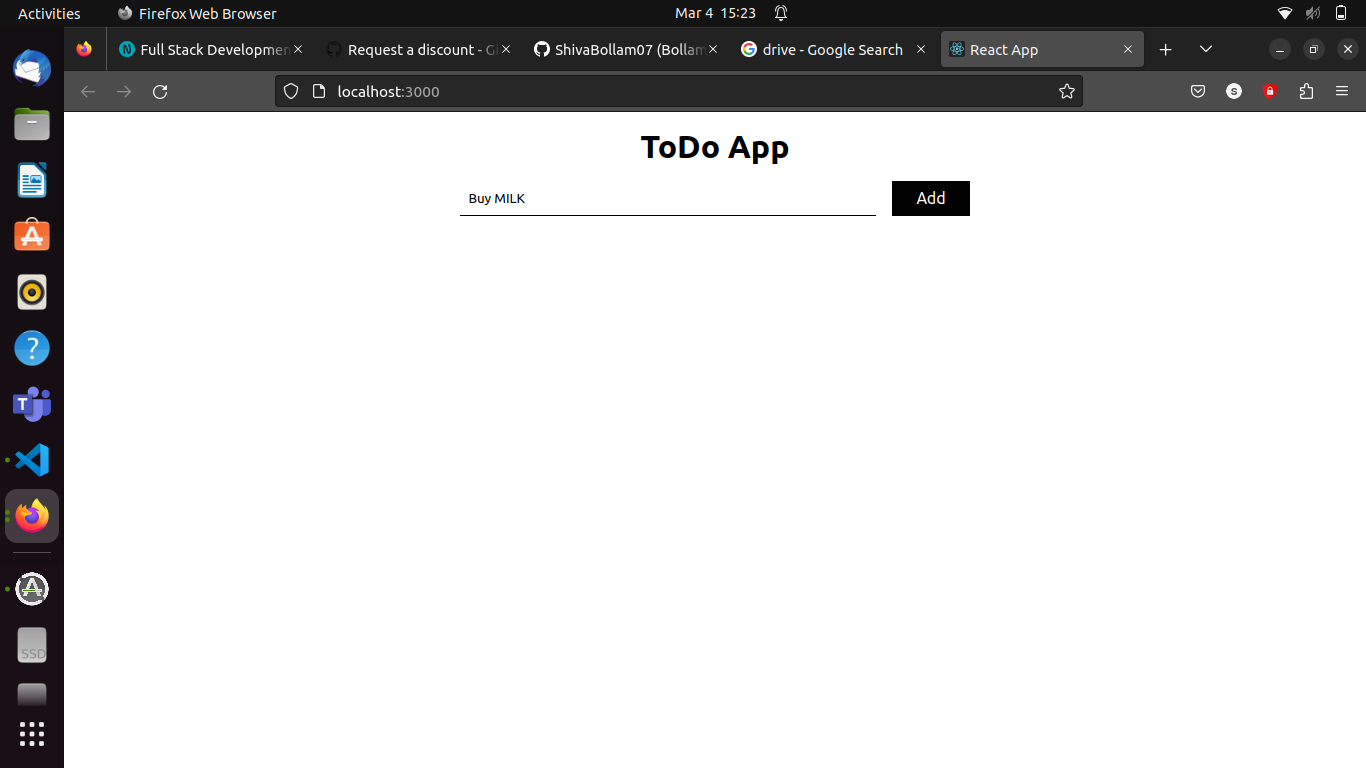 Activities Firefox Web Browser Mar 4 15:23
Full Stack Developmen Request a discount - Gi ShivaBollam07 (Bollam drive - Google Search React App
localhost:3000 S
ToDo App
Buy MILK Add
?
T
SSD